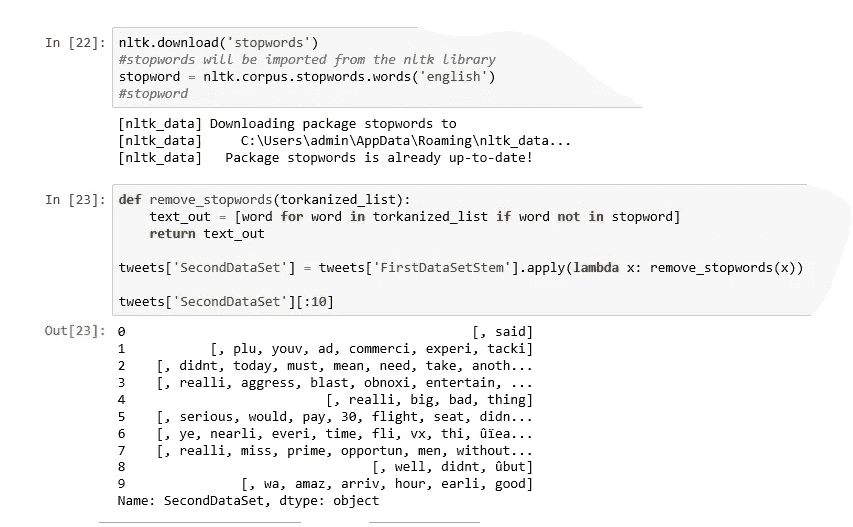 In [22]: nltk.download('stopwords')
#stopwords will be imported from the nltk library
stopword = nltk.corpus.stopwords.words('english')
#stopword
[nltk_data] Downloading package stopwords to
[nltk_data]     C:\Users\admin\AppData\Roaming\nltk_data...
[nltk_data]   Package stopwords is already up-to-date!
In [23]: def remove_stopwords(torkanized_list):
    text_out = [word for word in torkanized_list if word not in stopword]
    return text_out
tweets['SecondDataSet'] = tweets['FirstDataSetStem'].apply(lambda x: remove_stopwords(x))
tweets['SecondDataSet'][:10]
Out[23]: 0                                         [, said]
1          [, plu, youv, ad, commerci, experi, tacki]
2    [, didnt, today, must, mean, need, take, anoth...
3    [, realli, aggress, blast, obnoxi, entertain, ...
4                         [, realli, big, bad, thing]
5    [, serious, would, pay, 30, flight, seat, didn...
6    [, ye, nearli, everi, time, fli, vx, thi, ûïea...
7    [, realli, miss, prime, opportun, men, without...
8                               [, well, didnt, ûbut]
9              [, wa, amaz, arriv, hour, earli, good]
Name: SecondDataSet, dtype: object